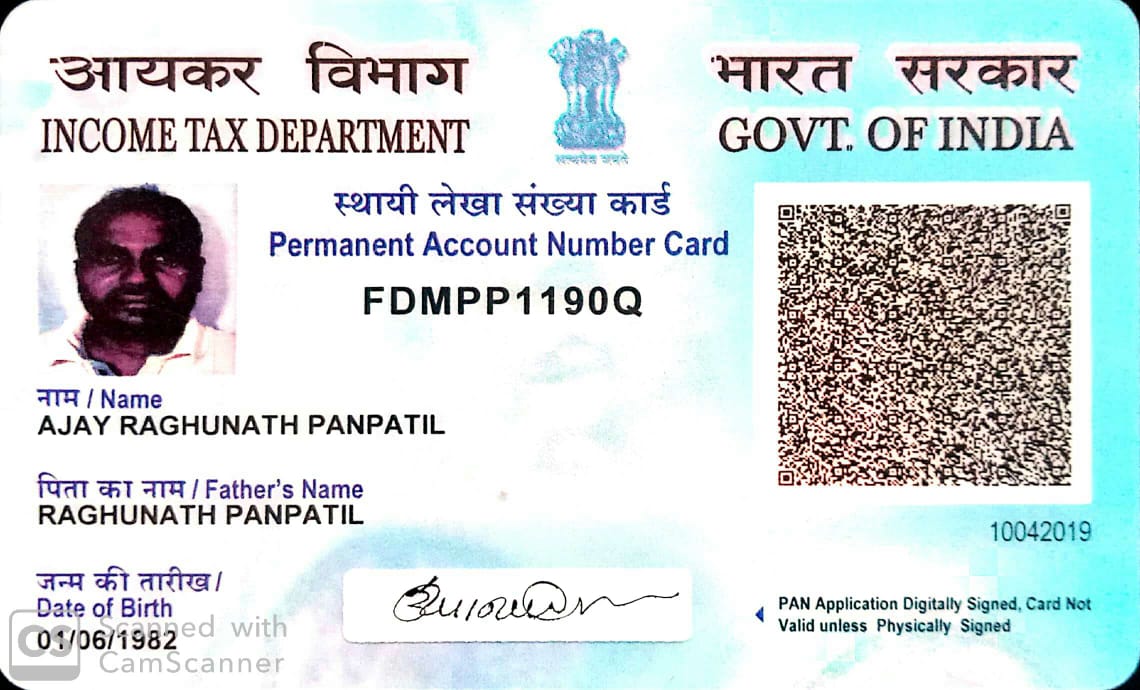 आयकर विभाग
INCOME TAX DEPARTMENT
सत्यमेव जयते
भारत सरकार
GOVT. OF INDIA
स्थायी लेखा संख्या कार्ड
Permanent Account Number Card
FDMPP1190Q
नाम / Name
AJAY RAGHUNATH PANPATIL
पिता का नाम / Father's Name
RAGHUNATH PANPATIL
10042019
जन्म की तारीख /
Date of Birth
01/06/1982
PAN Application Digitally Signed, Card Not
Valid unless Physically Signed
CS
Scanned with
CamScanner